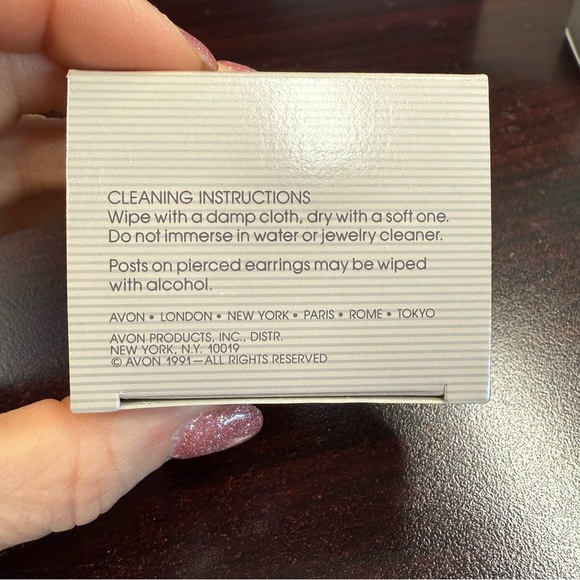 CLEANING INSTRUCTIONS
Wipe with a damp cloth, dry with a soft one.
Do not immerse in water or jewelry cleaner.
Posts on pierced earrings may be wiped
with alcohol.
AVON • LONDON • NEW YORK • PARIS • ROME • TOKYO
AVON PRODUCTS, INC., DISTR.
NEW YORK, N.Y. 10019
© AVON 1991—ALL RIGHTS RESERVED